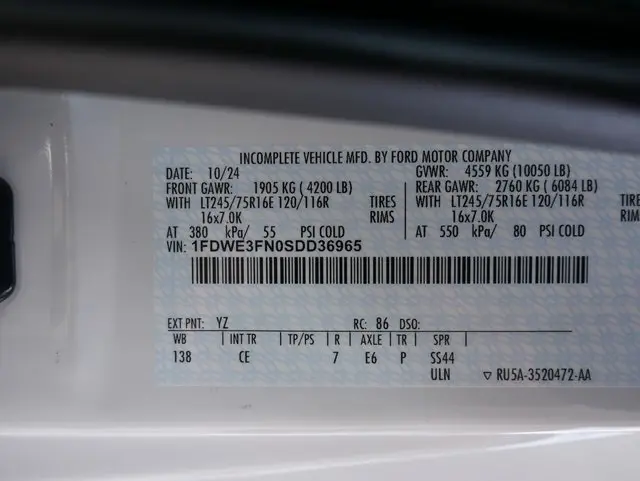 INCOMPLETE VEHICLE MFD. BY FORD MOTOR COMPANY
DATE: 10/24 GVWR: 4559 KG (10050 LB)
FRONT GAWR: 1905 KG ( 4200 LB) REAR GAWR: 2760 KG ( 6084 LB)
WITH LT245/75R16E 120/116R TIRES WITH LT245/75R16E 120/116R TIRE
16x7.0K RIMS 16x7.0K RIMS
AT 380 kPa/ 55 PSI COLD AT 550 kPa/ 80 PSI COLD
VIN: 1FDWE3FN0SDD36965
EXT PNT: YZ RC: 86 DSO:
WB INT TR TP/PS R AXLE TR SPR
138 CE 7 E6 P SS44
ULN ▽ RU5A-3520472-AA